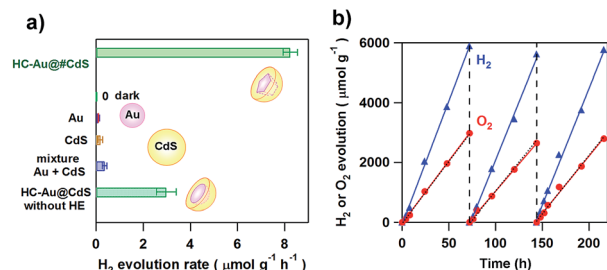 a)
HC-Au@#CdS
0 dark
Au
Au
CdS
CdS
mixture
Au + CdS
HC-Au@CdS
without HE
0 2 4 6 8
H₂ evolution rate ( μmol g⁻¹ h⁻¹ )
b)
H₂ or O₂ evolution ( μmol g⁻¹)
6000
4000
2000
0
H₂
O₂
0 50 100 150 200
Time (h)